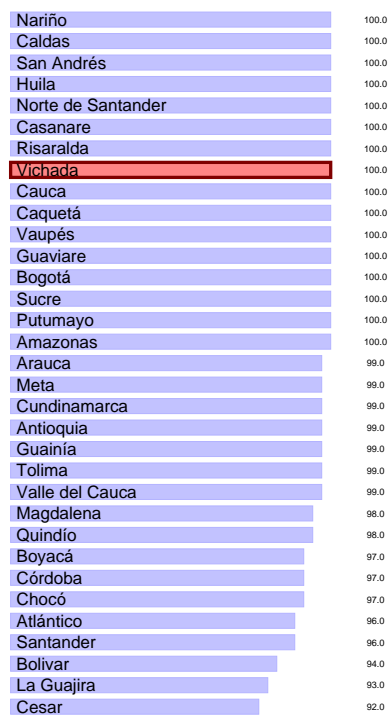 Nariño 100.0
Caldas 100.0
San Andrés 100.0
Huila 100.0
Norte de Santander 100.0
Casanare 100.0
Risaralda 100.0
Vichada 100.0
Cauca 100.0
Caquetá 100.0
Vaupés 100.0
Guaviare 100.0
Bogotá 100.0
Sucre 100.0
Putumayo 100.0
Amazonas 100.0
Arauca 99.0
Meta 99.0
Cundinamarca 99.0
Antioquia 99.0
Guainía 99.0
Tolima 99.0
Valle del Cauca 99.0
Magdalena 98.0
Quindío 98.0
Boyacá 97.0
Córdoba 97.0
Chocó 97.0
Atlántico 96.0
Santander 96.0
Bolivar 94.0
La Guajira 93.0
Cesar 92.0